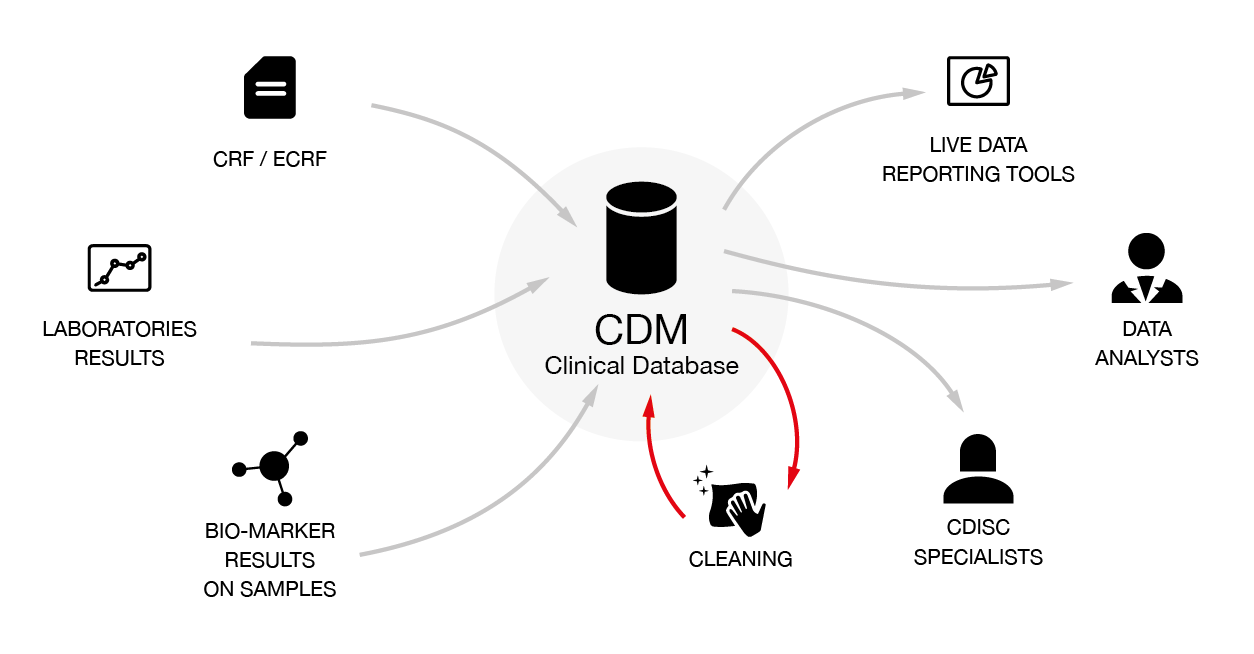 CRF / ECRF
LABORATORIES
RESULTS
BIO-MARKER
RESULTS
ON SAMPLES
CDM
Clinical Database
CLEANING
LIVE DATA
REPORTING TOOLS
DATA
ANALYSTS
CDISC
SPECIALISTS